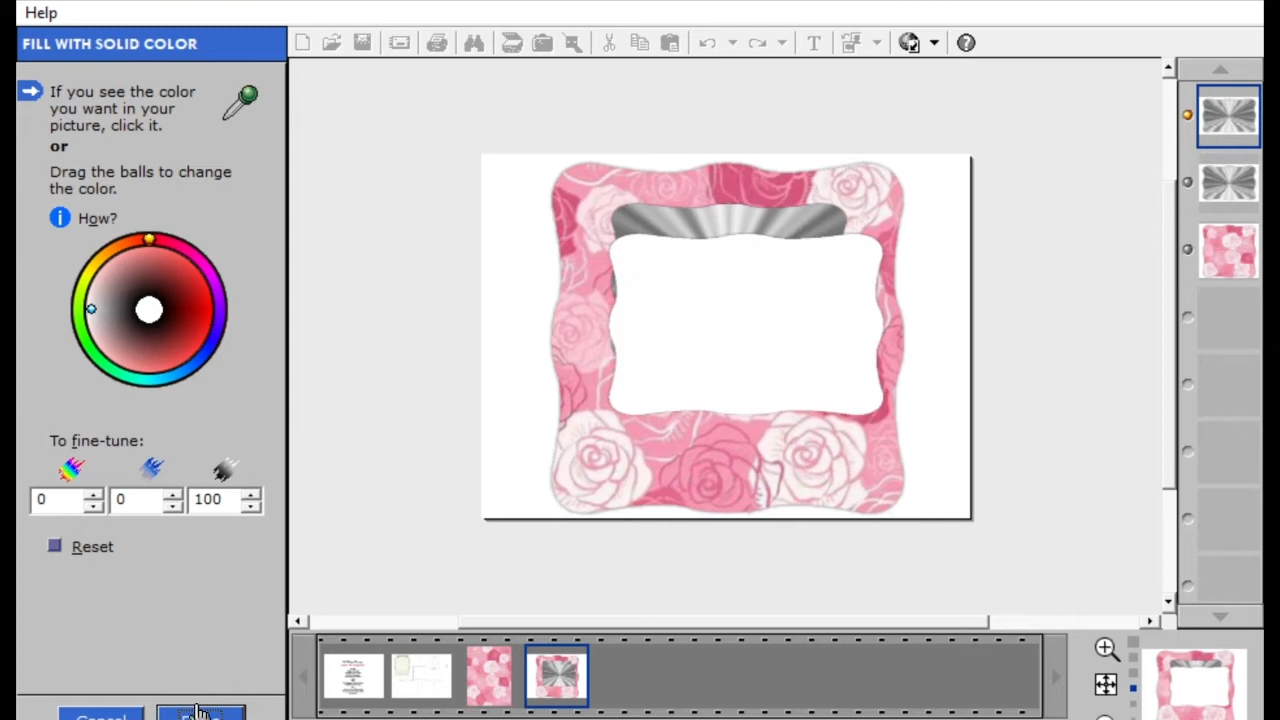 Help
FILL WITH SOLID COLOR
If you see the color
you want in your
picture, click it.
or
Drag the balls to change
the color.
How?
To fine-tune:
0 0 100
Reset
Cancel